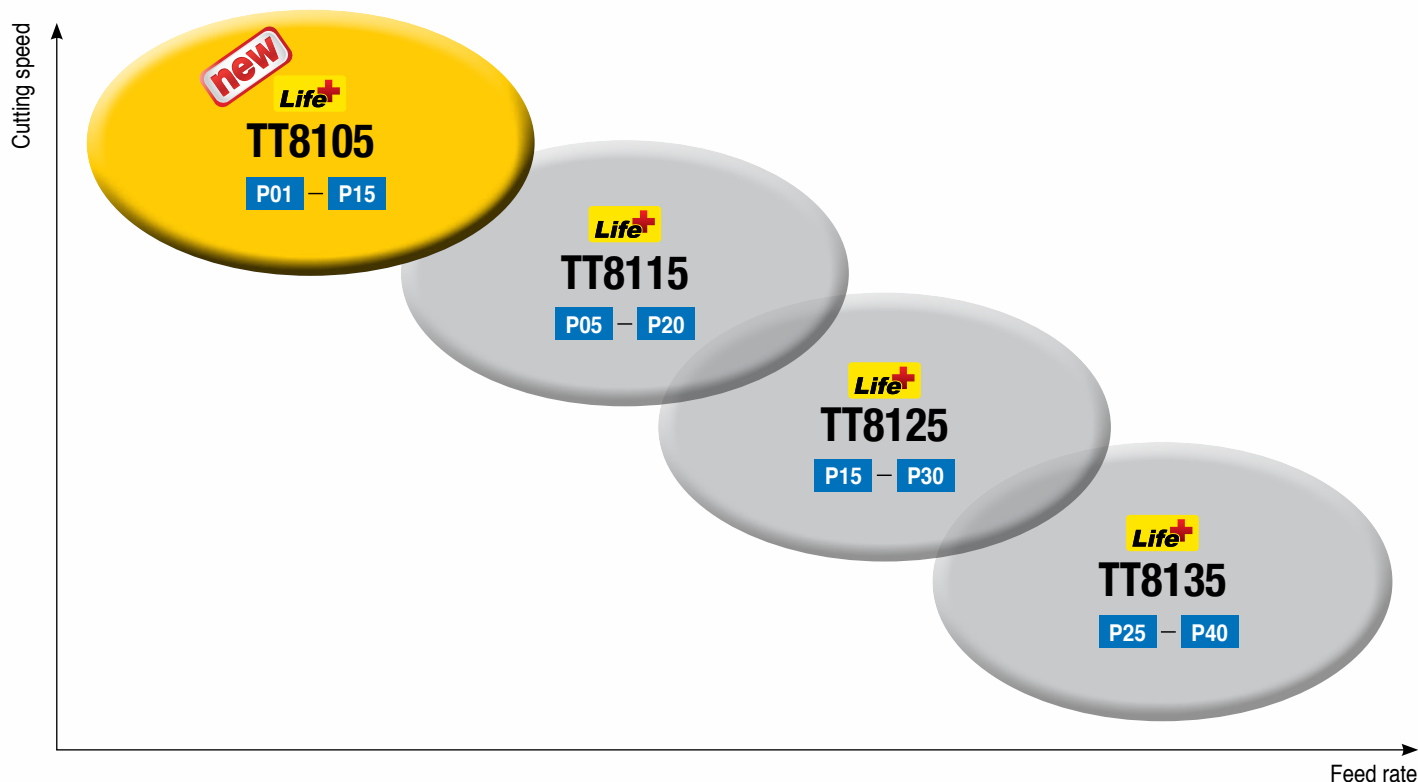 Cutting speed
new
Life+
TT8105
P01 – P15
Life+
TT8115
P05 – P20
Life+
TT8125
P15 – P30
Life+
TT8135
P25 – P40
Feed rate